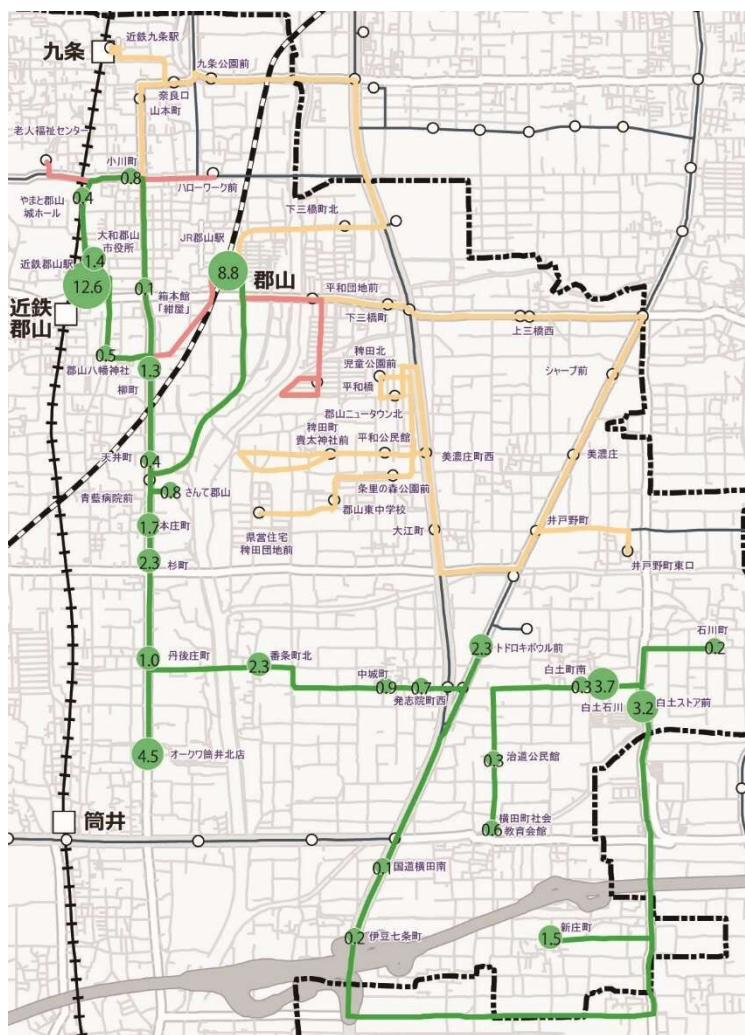 近鉄九条駅
九条
九条公園前
奈良口
山本町
老人福祉センター
小川町
0.8
ハローワーク前
0.4
やまと郡山
城ホール
下三橋町北
大和郡山
市役所
JR郡山駅
1.4
近鉄郡山駅
8.8
郡山
12.6
0.1
箱本館
「紺屋」
平和団地前
近鉄
郡山
下三橋町
上三橋西
0.5
郡山八幡神社
稗田北
児童公園前
1.3
柳町
平和橋
シャープ前
郡山ニュータウン北
稗田町
賣太神社前
平和公民館
天井町
0.4
美濃庄町西
美濃庄
青藍病院前
0.8
さんて郡山
条里の森公園前
郡山東中学校
1.7
本庄町
県営住宅
稗田団地前
大江町
井戸野町
2.3
杉町
井戸野町東口
石川町
2.3
トドロキボウル前
0.2
1.0
丹後庄町
番条町北
2.3
中城町
白土町南
0.9
0.7
0.3
3.7
発志院町西
白土石川
白土ストア前
3.2
4.5
オークワ筒井北店
0.3
治道公民館
筒井
横田町社会
教育会館
0.6
0.1
国道横田南
新庄町
0.2
伊豆七条町
1.5